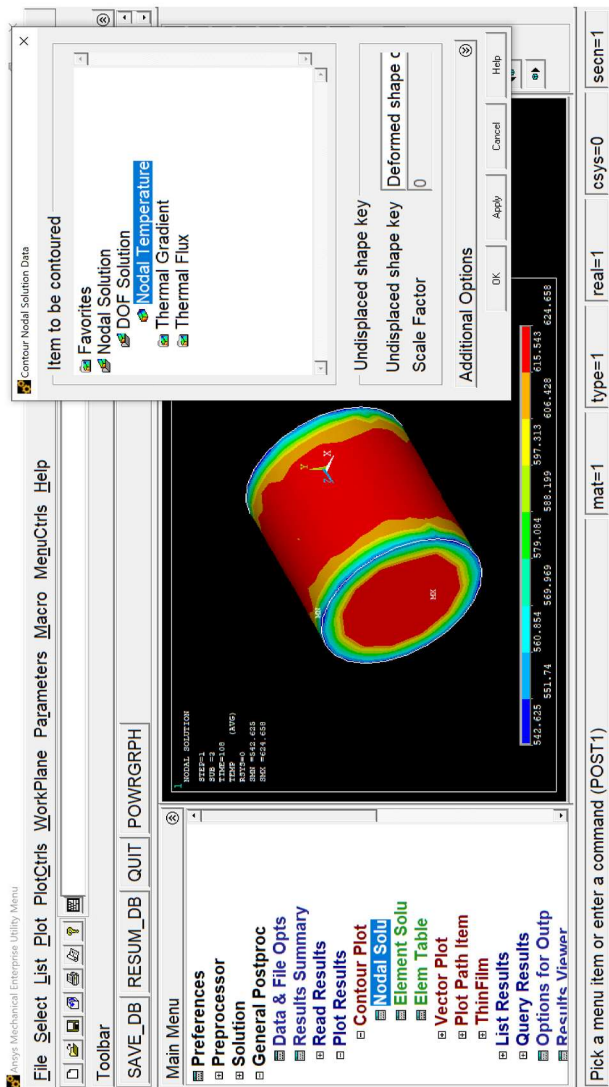 Ansys Mechanical Enterprise Utility Menu
File Select List Plot PlotCtrls WorkPlane Parameters Macro MenuCtrls Help
Toolbar
SAVE_DB RESUM_DB QUIT POWRGRPH
Main Menu
Preferences
Preprocessor
Solution
General Postproc
Data & File Opts
Results Summary
Read Results
Plot Results
Contour Plot
Nodal Solu
Element Solu
Elem Table
Vector Plot
Plot Path Item
ThinFilm
List Results
Query Results
Options for Outp
Results Viewer
1
NODAL SOLUTION
STEP=1
SUB =2
TIME=108
TEMP (AVG)
RSYS=0
SMN =542.625
SMX =624.658
MN
MX
Y
Z
X
542.625 551.74 560.854 569.969 579.084 588.199 597.313 606.428 615.543 624.658
Contour Nodal Solution Data
Item to be contoured
Favorites
Nodal Solution
DOF Solution
Nodal Temperature
Thermal Gradient
Thermal Flux
Undisplaced shape key
Undisplaced shape key Deformed shape o
Scale Factor 0
Additional Options
OK Apply Cancel Help
Pick a menu item or enter a command (POST1) mat=1 type=1 real=1 csys=0 secn=1